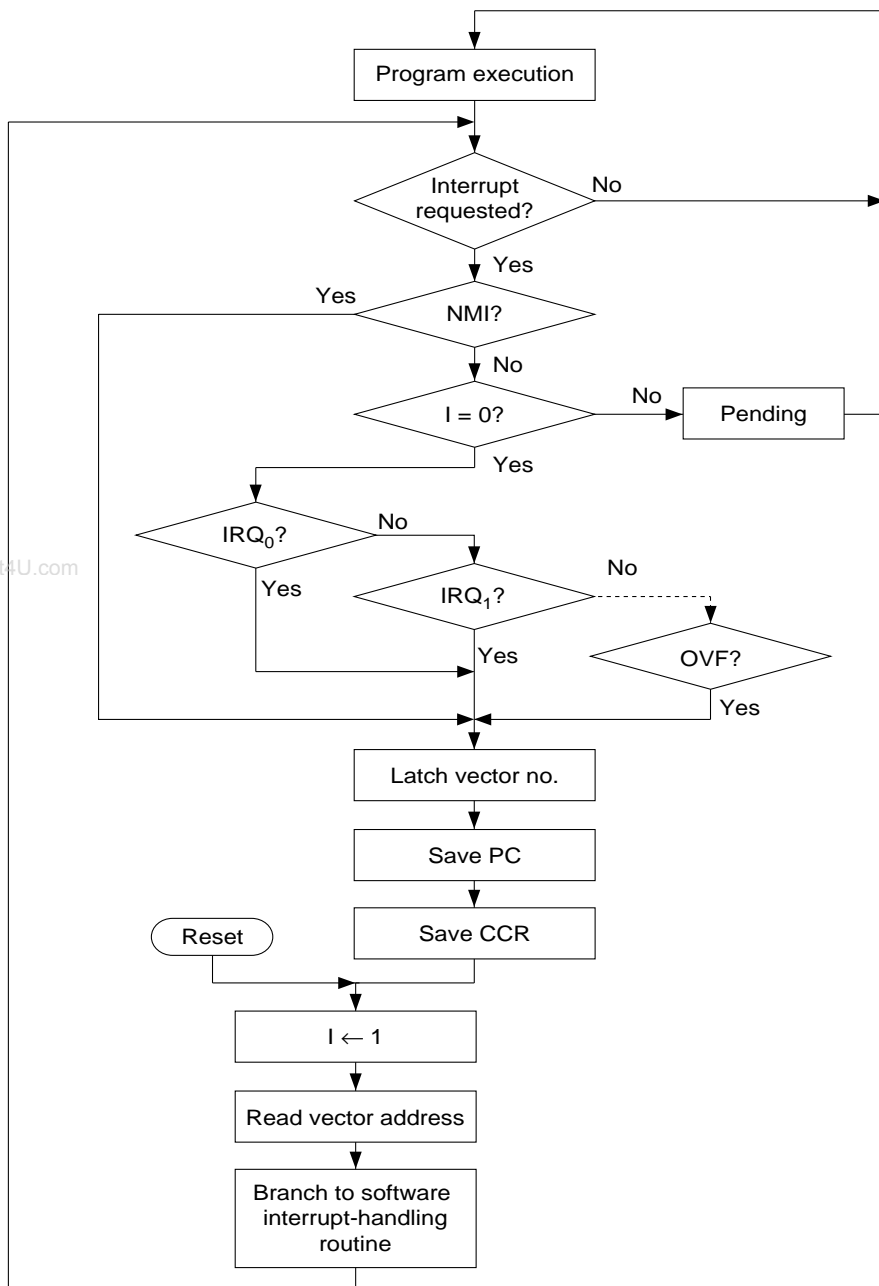 Program execution
Interrupt
requested?
No
Yes
Yes
NMI?
No
I = 0?
No
Pending
Yes
IRQ₀?
No
t4U.com
Yes
IRQ₁?
No
Yes
OVF?
Yes
Latch vector no.
Save PC
Reset
Save CCR
I ← 1
Read vector address
Branch to software
interrupt-handling
routine